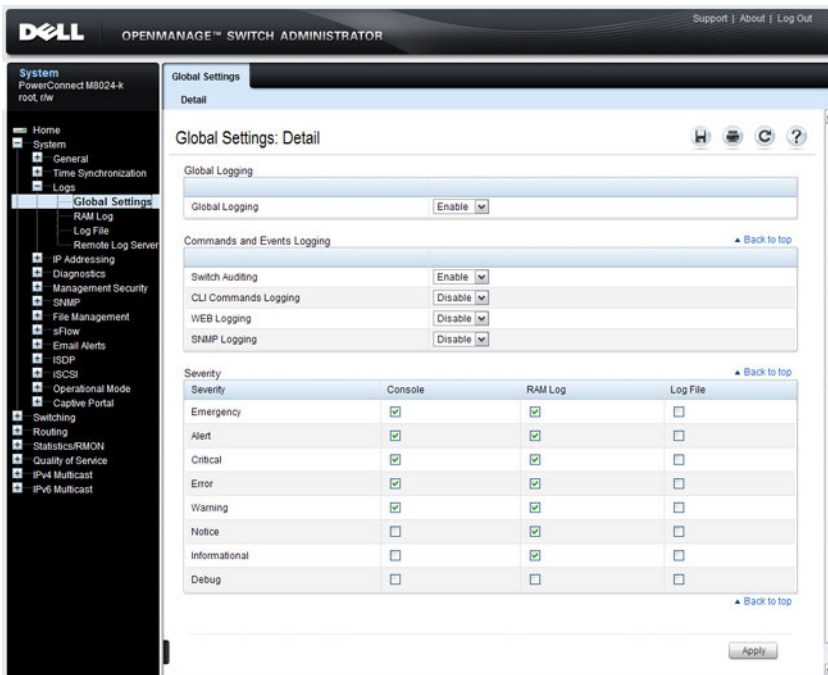 Support | About | Log Out
DELL
OPENMANAGE™ SWITCH ADMINISTRATOR
System
PowerConnect M8024-k
root, r/w
Home
System
General
Time Synchronization
Logs
Global Settings
RAM Log
Log File
Remote Log Server
IP Addressing
Diagnostics
Management Security
SNMP
File Management
sFlow
Email Alerts
ISDP
iSCSI
Operational Mode
Captive Portal
Switching
Routing
Statistics/RMON
Quality of Service
IPv4 Multicast
IPv6 Multicast
Global Settings
Detail
Global Settings: Detail
Global Logging
Global Logging Enable
Commands and Events Logging ▲ Back to top
Switch Auditing Enable
CLI Commands Logging Disable
WEB Logging Disable
SNMP Logging Disable
Severity ▲ Back to top
Severity Console RAM Log Log File
Emergency
Alert
Critical
Error
Warning
Notice
Informational
Debug
▲ Back to top
Apply